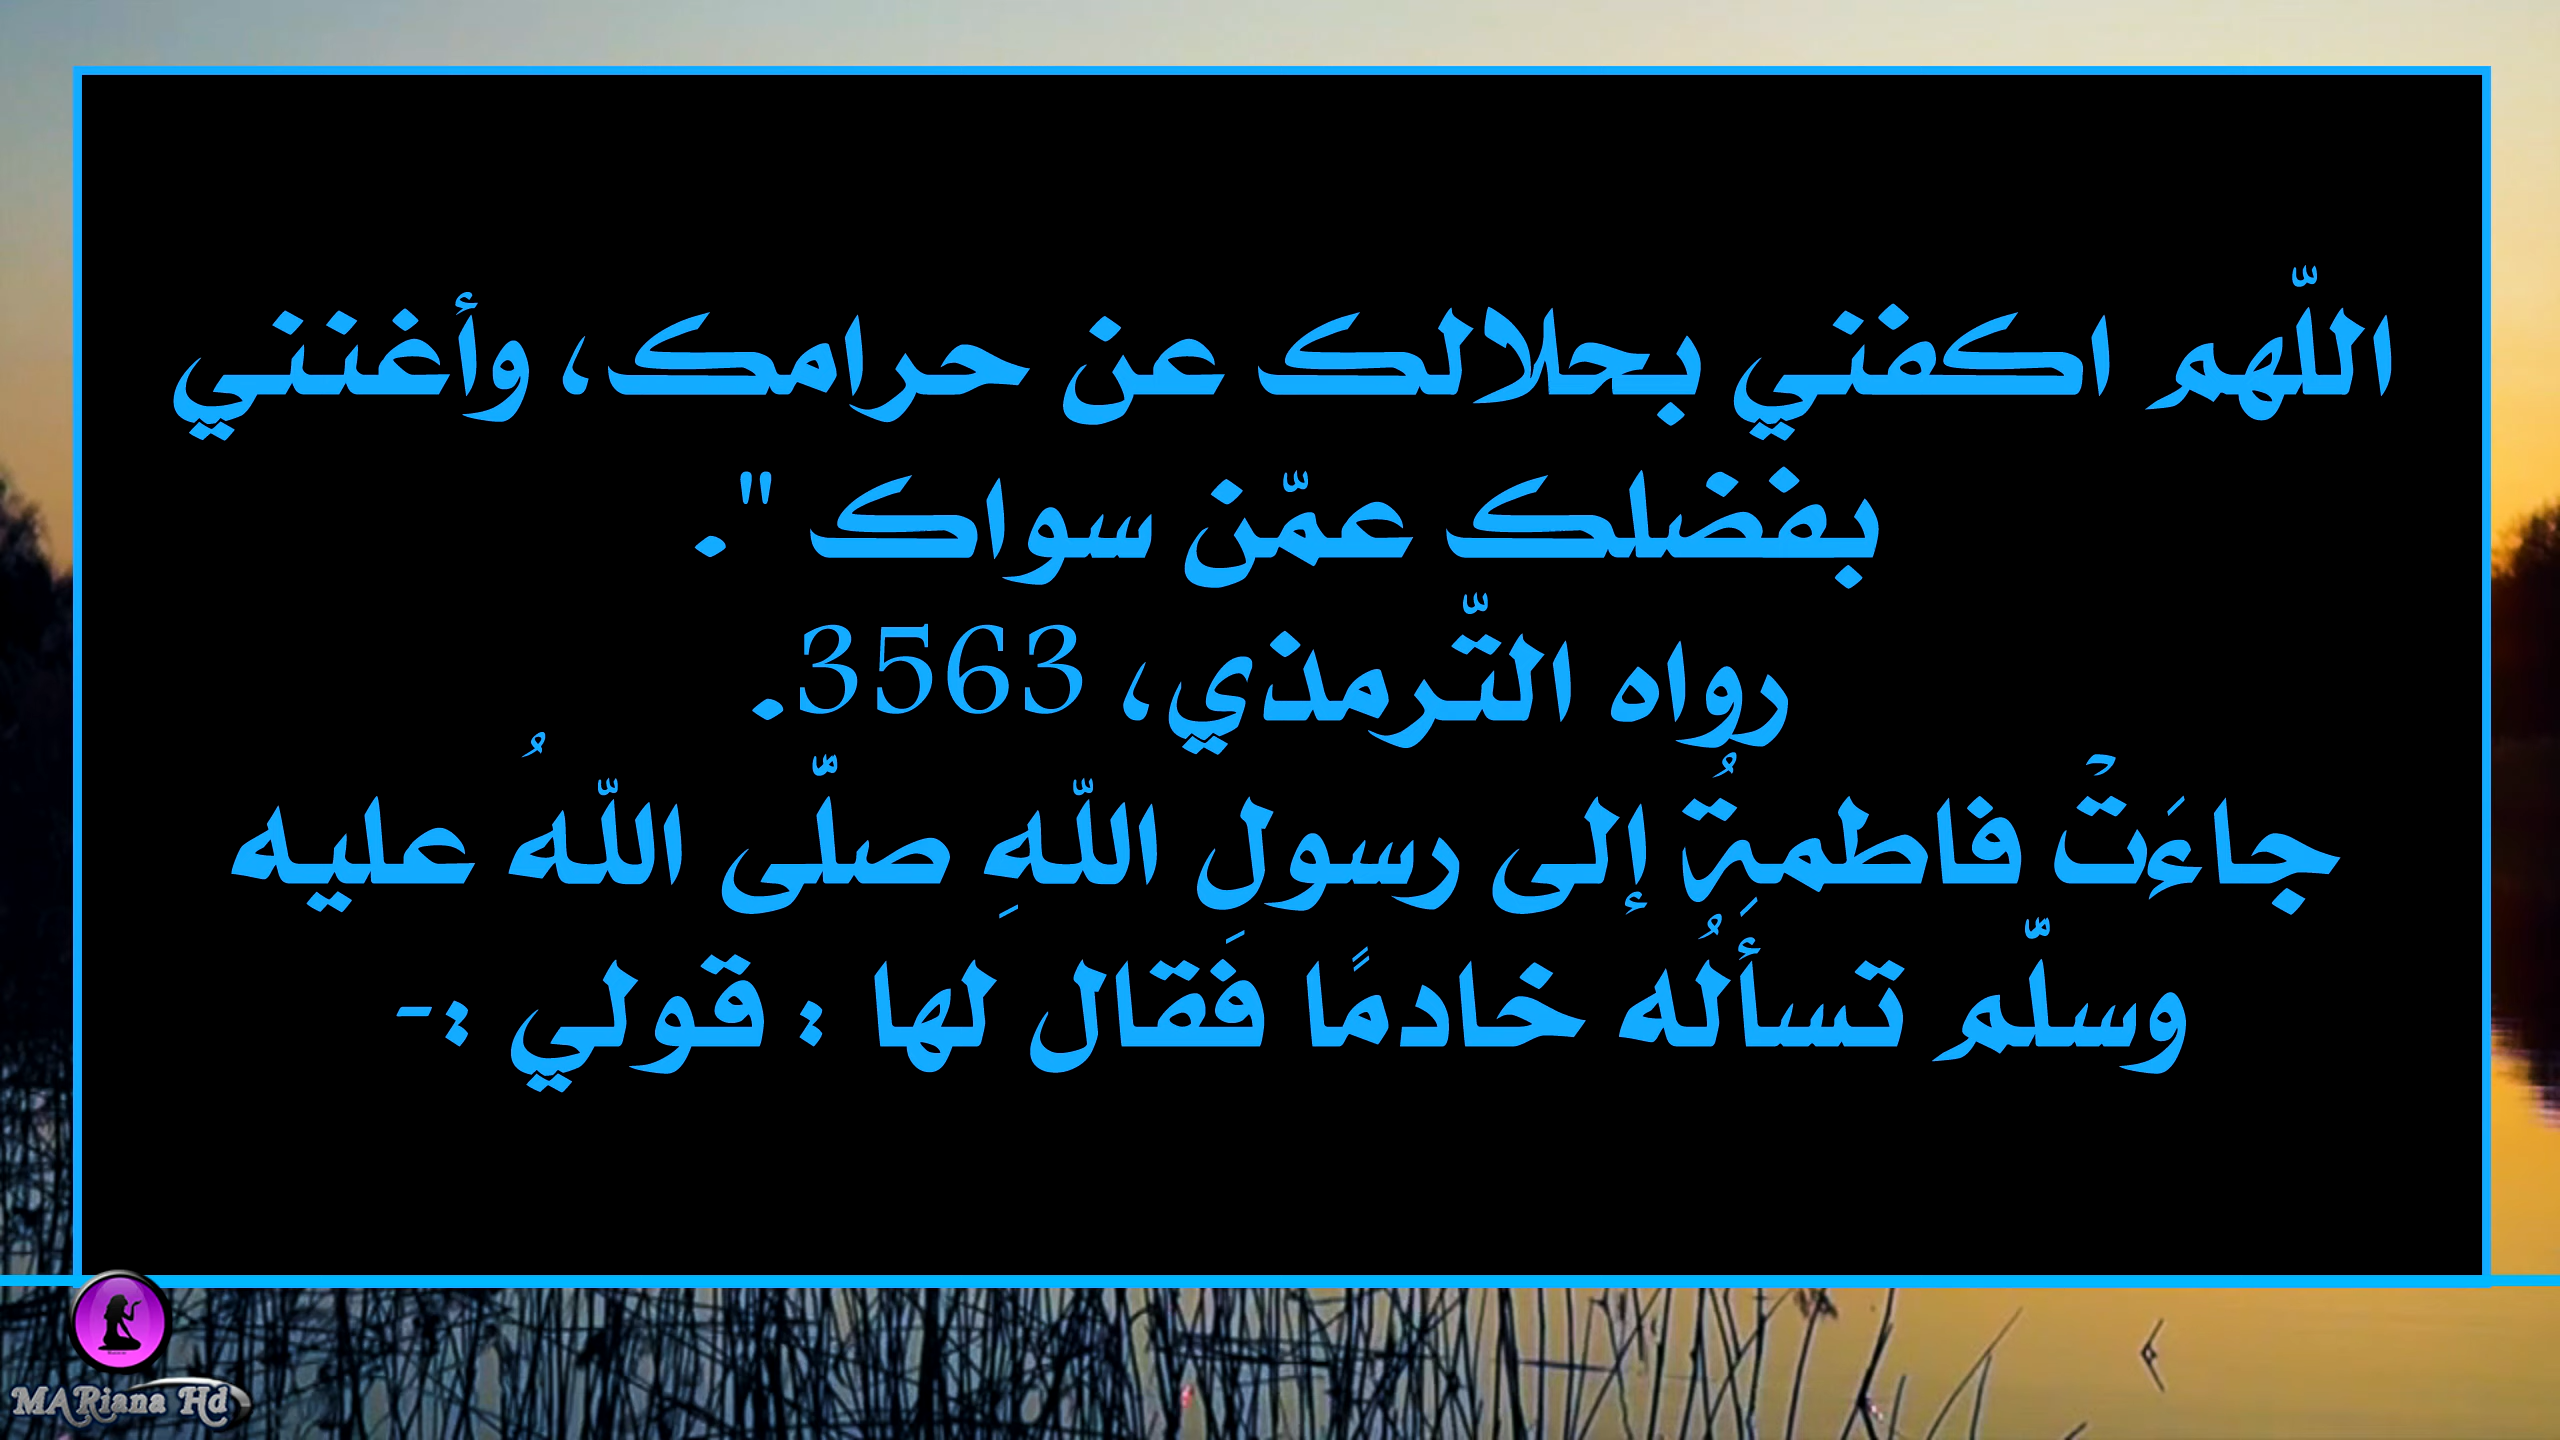 اللّهم اكفني بحلالك عن حرامك، وأغنني
بفضلك عمّن سواك ".
رواه التّرمذي، 3563.
جاءَتْ فاطمةُ إلى رسولِ اللّهِ صلّى اللّهُ عليه
وسلّم تسألُه خادمًا فقال لها : قولي :-
MARiana Hd